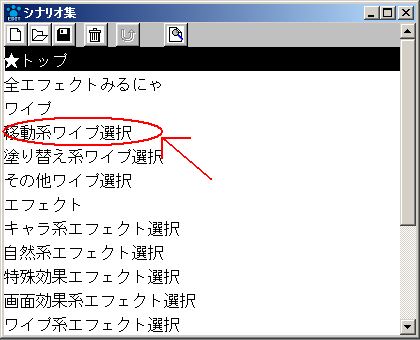 シナリオ集
★トップ
全エフェクトみるにゃ
ワイプ
移動系ワイプ選択
塗り替え系ワイプ選択
その他ワイプ選択
エフェクト
キャラ系エフェクト選択
自然系エフェクト選択
特殊効果エフェクト選択
画面効果系エフェクト選択
ワイプ系エフェクト選択